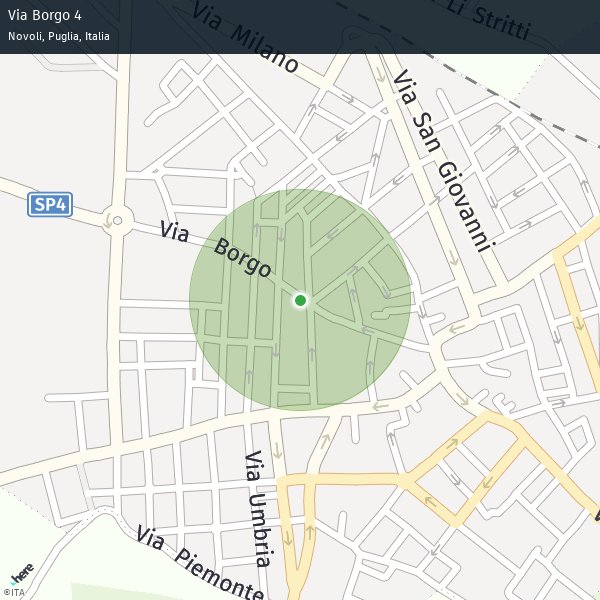 Via Borgo 4
Novoli, Puglia, Italia
Li Stritti
Via Milano
Via San Giovanni
SP4
Via Borgo
Via Umbria
Via Piemonte
here
©ITA